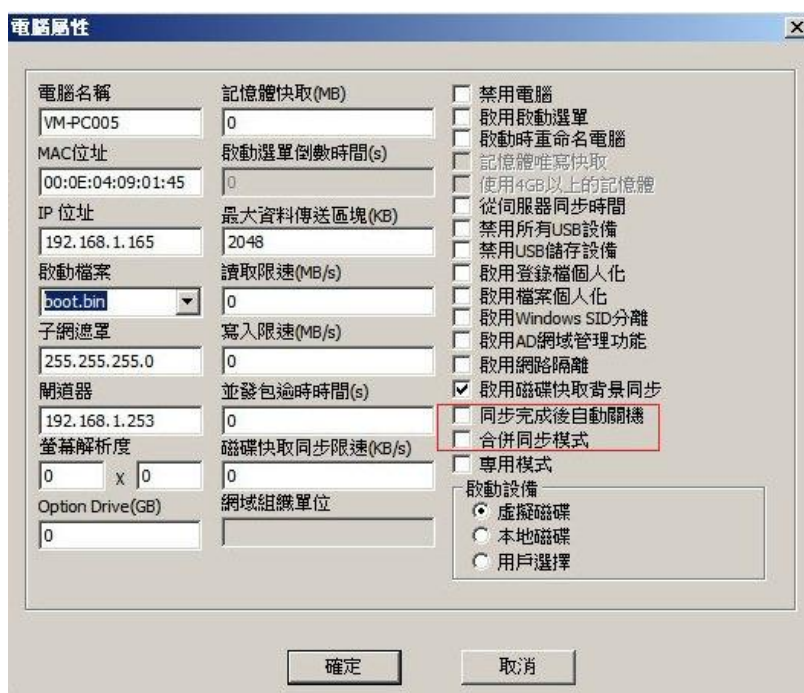 電腦屬性
電腦名稱
VM-PC005
MAC位址
00:0E:04:09:01:45
IP 位址
192.168.1.165
啟動檔案
boot.bin
子網遮罩
255.255.255.0
閘道器
192.168.1.253
螢幕解析度
0 x 0
Option Drive(GB)
0
記憶體快取(MB)
0
啟動選單倒數時間(s)
0
最大資料傳送區塊(KB)
2048
讀取限速(MB/s)
0
寫入限速(MB/s)
0
並發包逾時時間(s)
0
磁碟快取同步限速(KB/s)
0
網域組織單位
禁用電腦
啟用啟動選單
啟動時重命名電腦
記憶體唯寫快取
使用4GB以上的記憶體
從伺服器同步時間
禁用所有USB設備
禁用USB儲存設備
啟用登錄檔個人化
啟用檔案個人化
啟用Windows SID分離
啟用AD網域管理功能
啟用網路隔離
啟用磁碟快取背景同步
同步完成後自動關機
合併同步模式
專用模式
啟動設備
虛擬磁碟
本地磁碟
用戶選擇
確定
取消